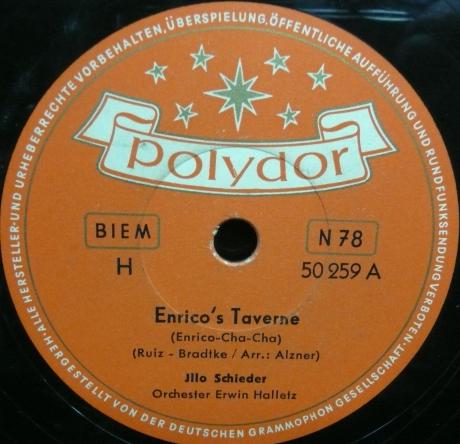 ALLE HERSTELLER- UND URHEBERRECHTE VORBEHALTEN, ÜBERSPIELUNG, ÖFFENTLICHE AUFFÜHRUNG UND RUNDFUNKSENDUNG VERBOTEN·
HERGESTELLT VON DER DEUTSCHEN GRAMMOPHON GESELLSCHAFT·
polydor
BIEM
N 78
H
50 259 A
Enrico's Taverne
(Enrico-Cha-Cha)
(Ruiz - Bradtke / Arr.: Alzner)
Jllo Schieder
Orchester Erwin Halletz